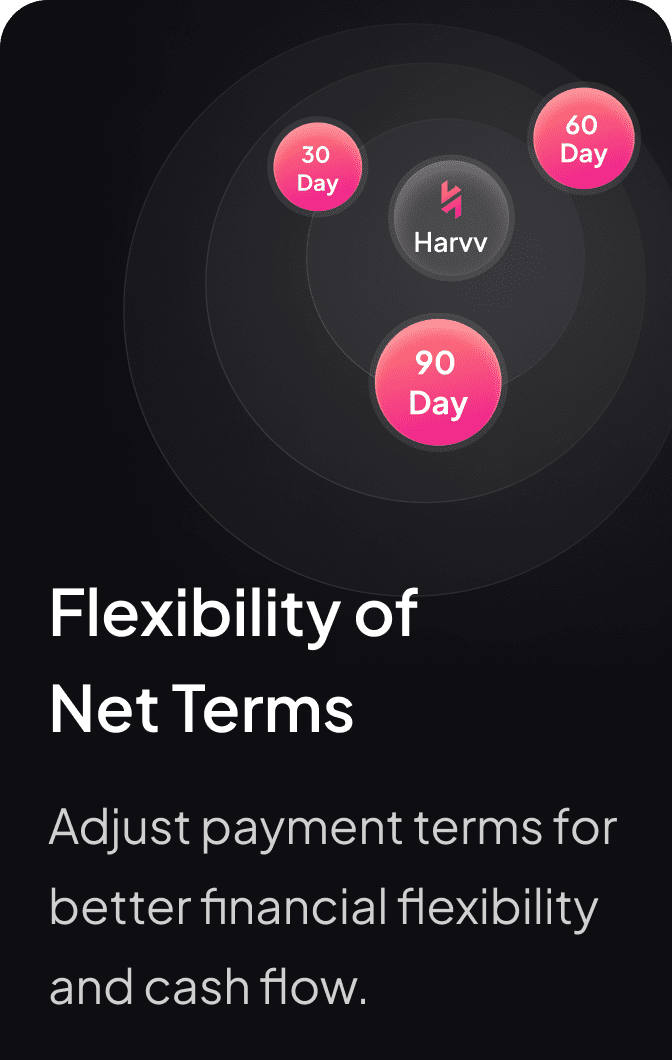 30
Day
60
Day
Harvv
90
Day
Flexibility of
Net Terms
Adjust payment terms for
better financial flexibility
and cash flow.